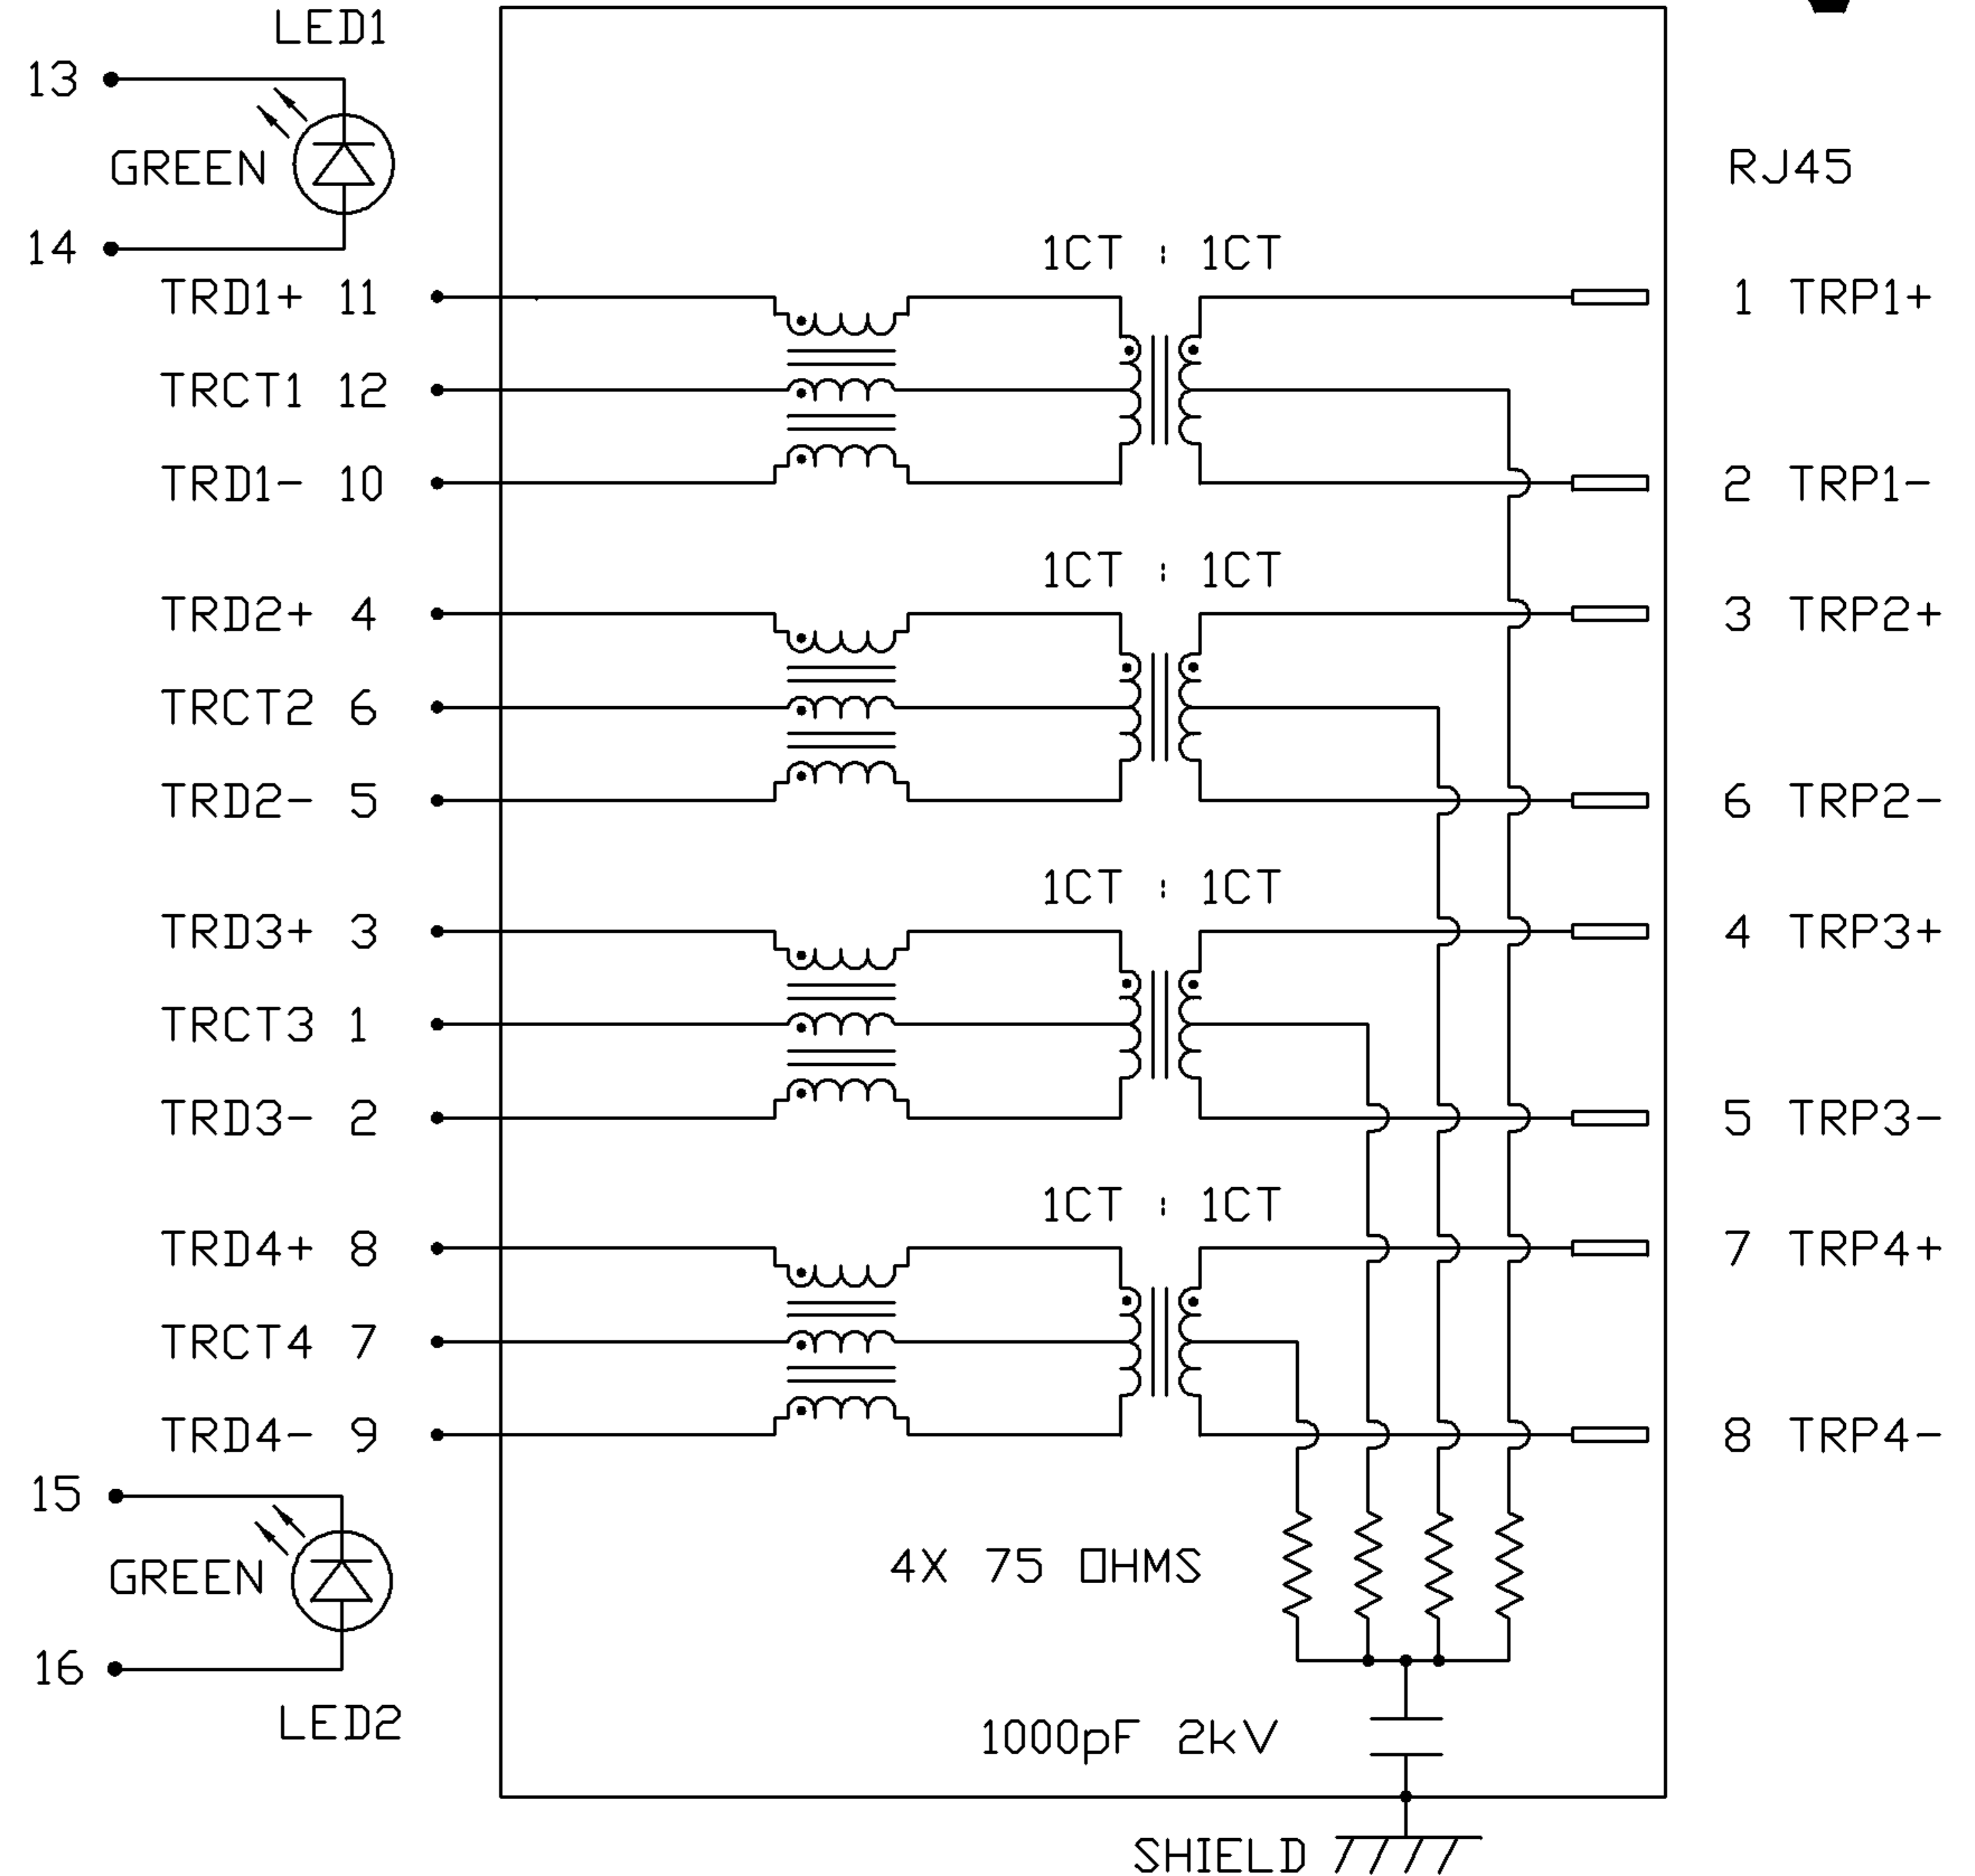 LED1
13
GREEN
RJ45
14
1CT : 1CT
TRD1+ 11
1 TRP1+
TRCT1 12
TRD1- 10
2 TRP1-
1CT : 1CT
TRD2+ 4
3 TRP2+
TRCT2 6
TRD2- 5
6 TRP2-
1CT : 1CT
TRD3+ 3
4 TRP3+
TRCT3 1
TRD3- 2
5 TRP3-
1CT : 1CT
TRD4+ 8
7 TRP4+
TRCT4 7
TRD4- 9
8 TRP4-
15
GREEN
4X 75 OHMS
16
LED2
1000pF 2kV
SHIELD